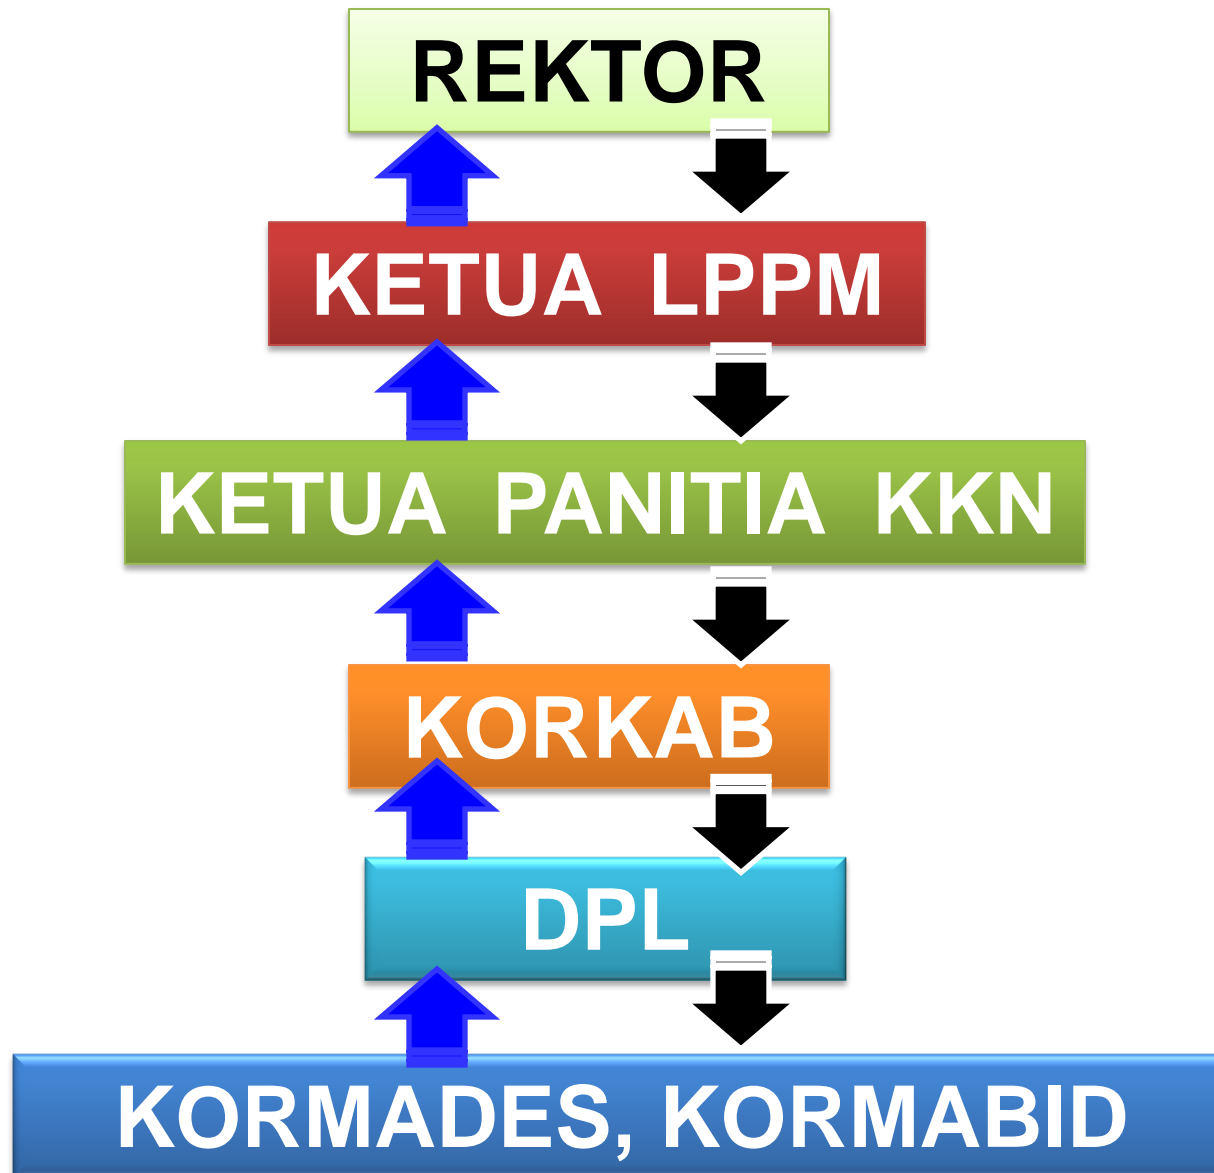 REKTOR
KETUA LPPM
KETUA PANITIA KKN
KORKAB
DPL
KORMADES, KORMABID